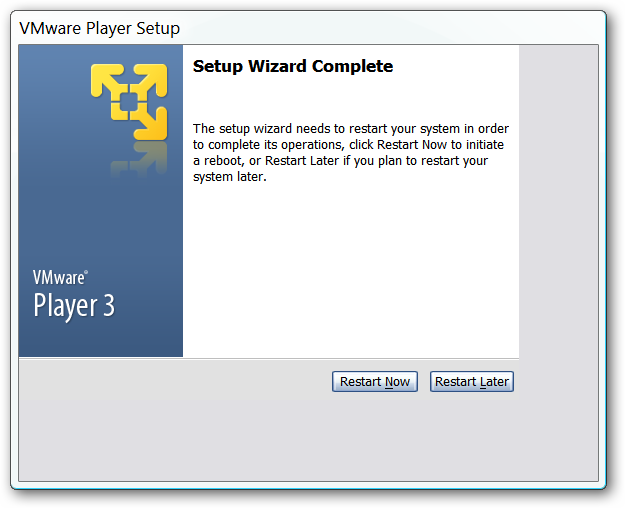 VMware Player Setup
Setup Wizard Complete
The setup wizard needs to restart your system in order
to complete its operations, click Restart Now to initiate
a reboot, or Restart Later if you plan to restart your
system later.
VMware®
Player 3
Restart Now
Restart Later